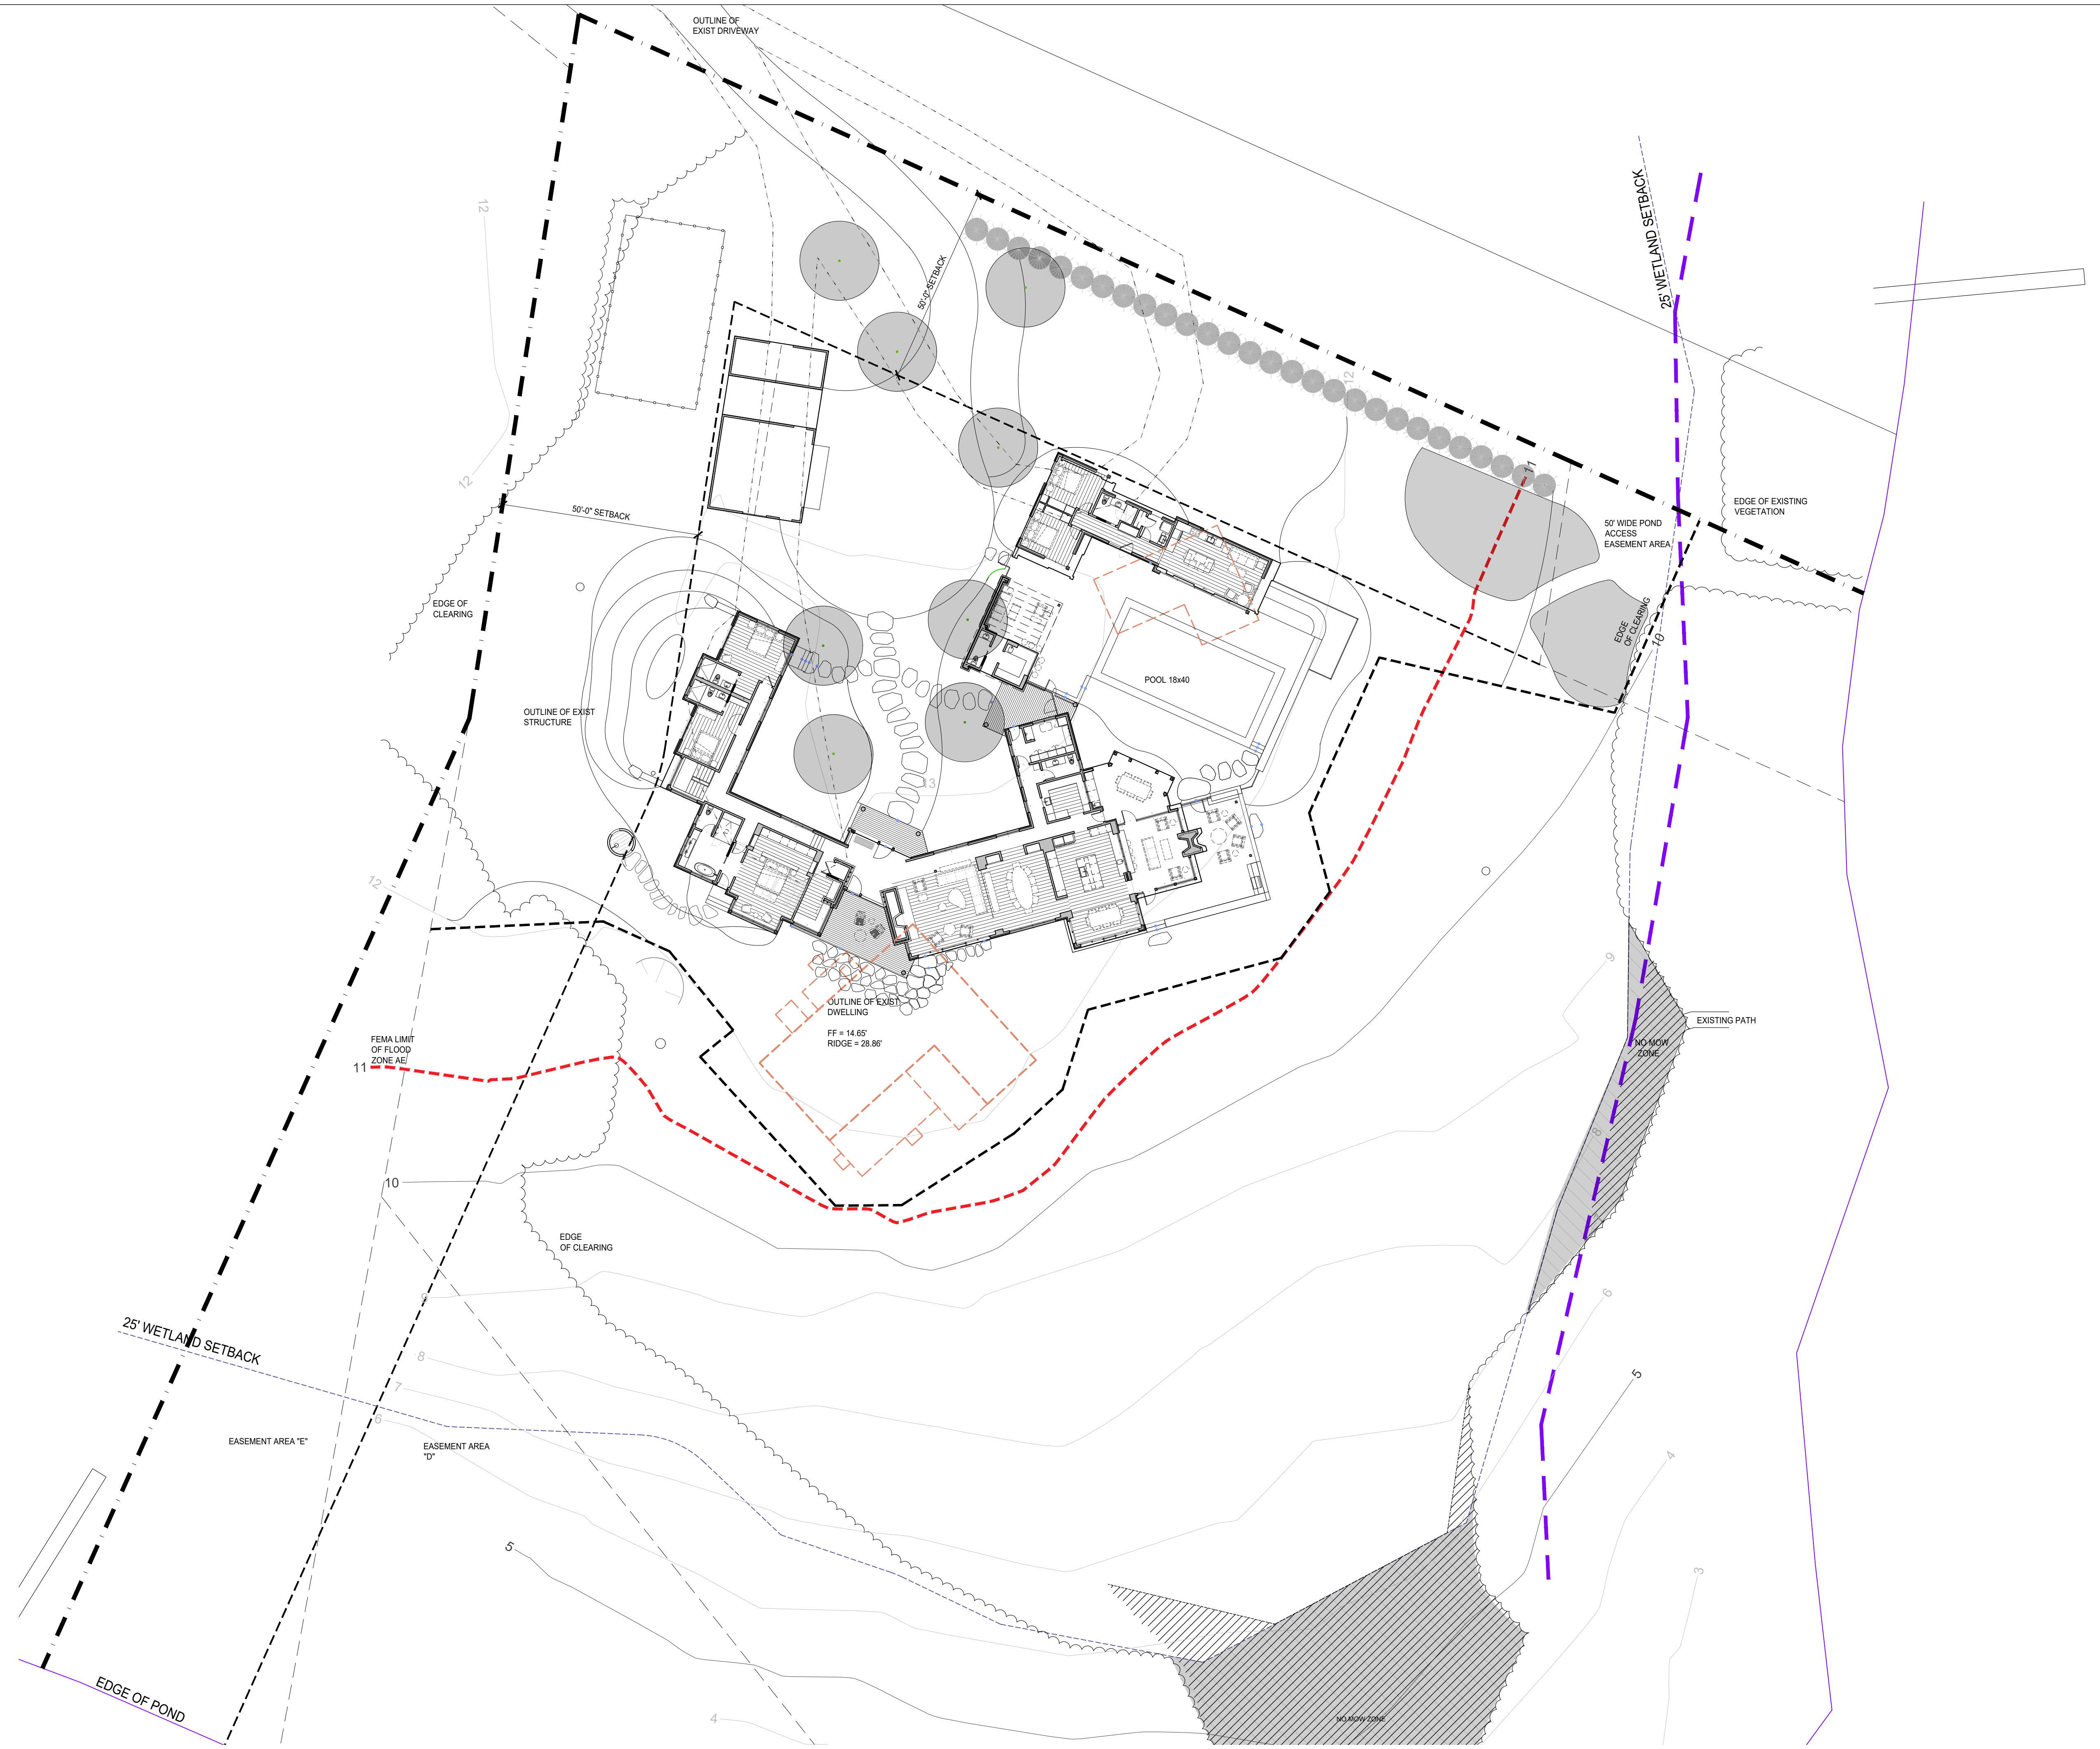 OUTLINE OF
EXIST DRIVEWAY
25' WETLAND SETBACK
12
50'-0" SETBACK
12
12
11
50'-0" SETBACK
EDGE OF EXISTING
VEGETATION
50' WIDE POND
ACCESS
EASEMENT AREA
EDGE OF
CLEARING
EDGE
OF CLEARING
10
POOL 18x40
OUTLINE OF EXIST
STRUCTURE
13
12
9
OUTLINE OF EXIST
DWELLING
FF = 14.65'
RIDGE = 28.86'
EXISTING PATH
NO MOW
ZONE
FEMA LIMIT
OF FLOOD
ZONE AE
11
8
10
EDGE
OF CLEARING
9
6
25' WETLAND SETBACK
8
7
6
5
4
EASEMENT AREA "E"
EASEMENT AREA
"D"
5
3
EDGE OF POND
4
NO MOW ZONE